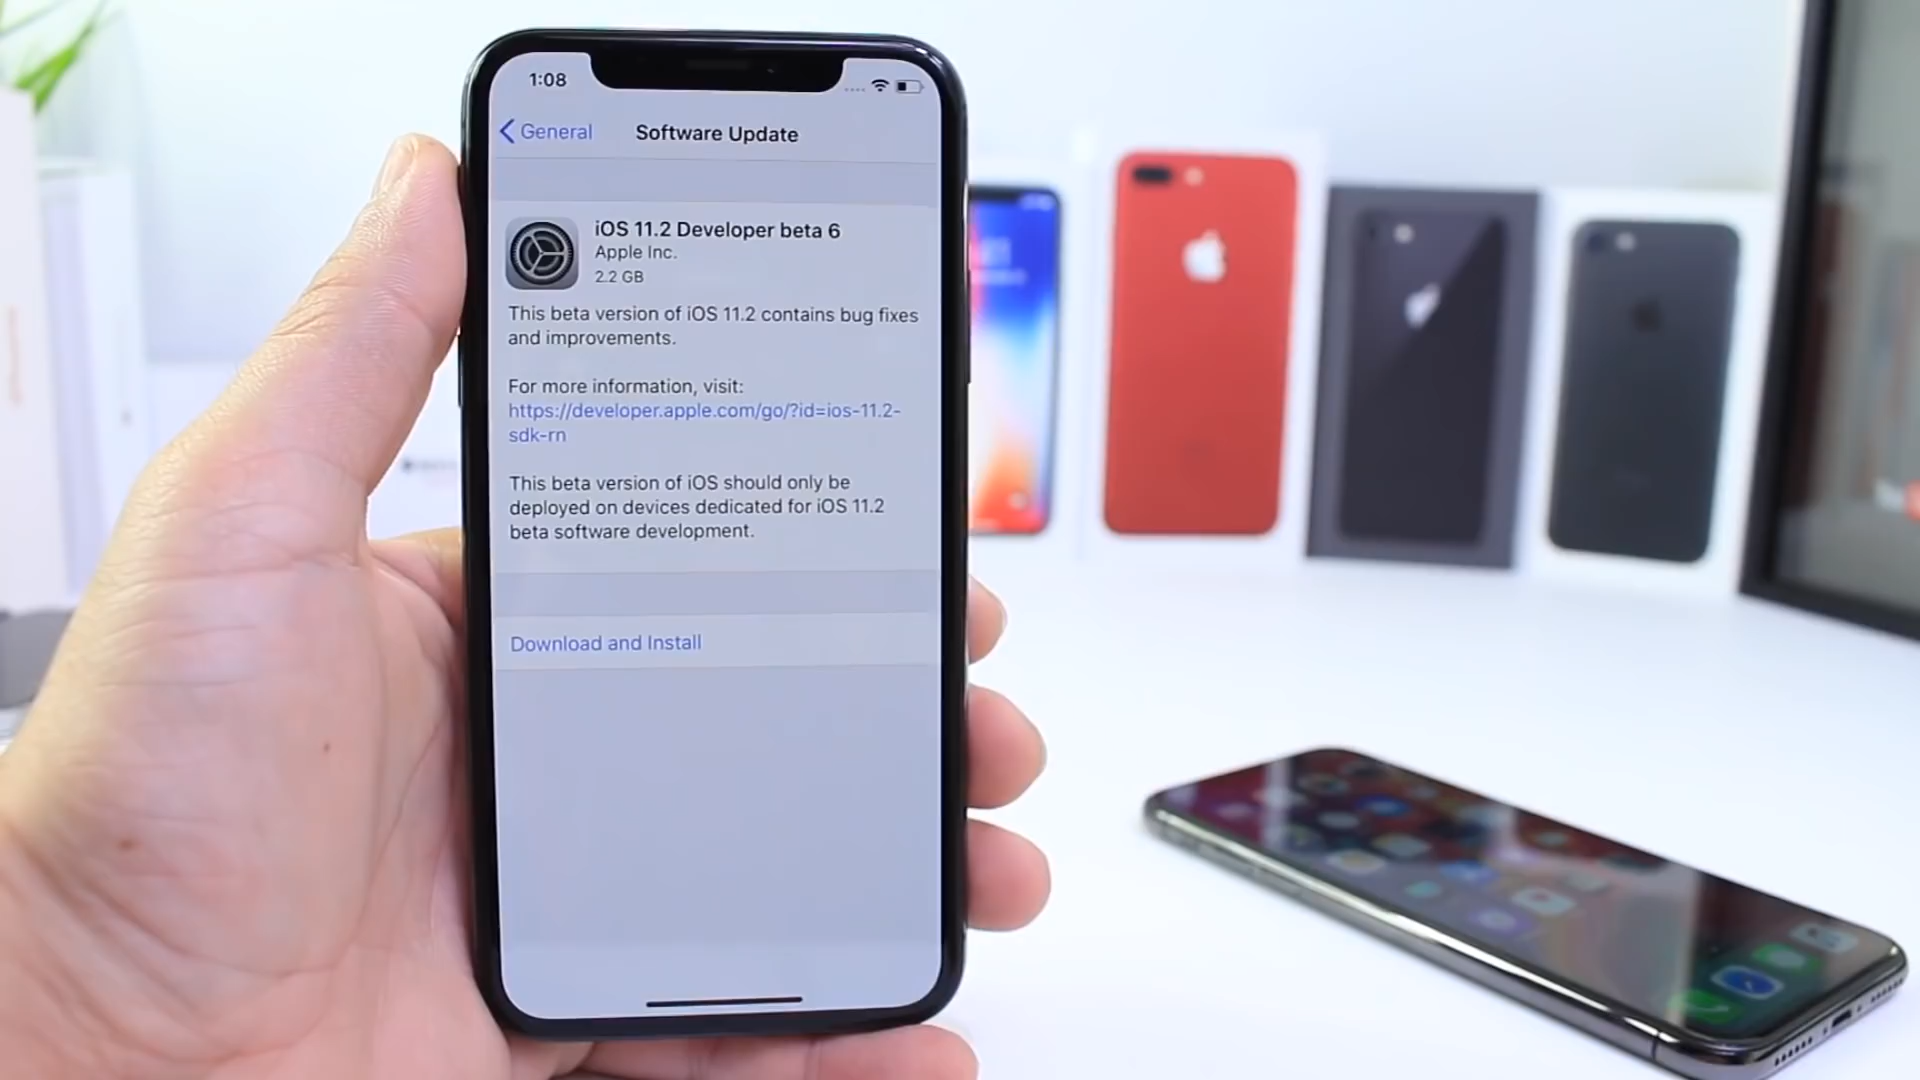 1:08
General
Software Update
iOS 11.2 Developer beta 6
Apple Inc.
2.2 GB
This beta version of iOS 11.2 contains bug fixes
and improvements.
For more information, visit:
https://developer.apple.com/go/?id=ios-11.2-
sdk-rn
This beta version of iOS should only be
deployed on devices dedicated for iOS 11.2
beta software development.
Download and Install